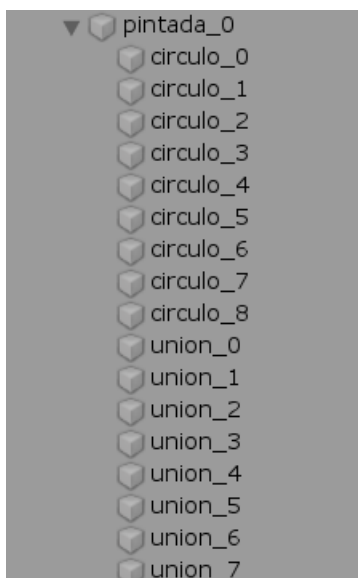 pintada_0
circulo_0
circulo_1
circulo_2
circulo_3
circulo_4
circulo_5
circulo_6
circulo_7
circulo_8
union_0
union_1
union_2
union_3
union_4
union_5
union_6
union_7